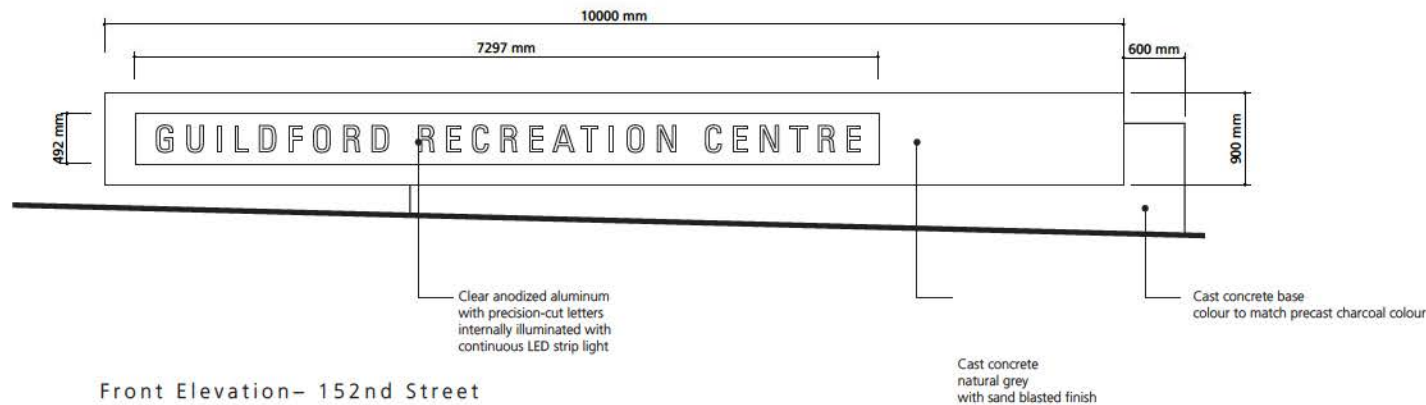 10000 mm
7297 mm
600 mm
492 mm
GUILDFORD RECREATION CENTRE
900 mm
Clear anodized aluminum
with precision-cut letters
internally illuminated with
continuous LED strip light
Cast concrete base
colour to match precast charcoal colour
Cast concrete
natural grey
with sand blasted finish
Front Elevation– 152nd Street